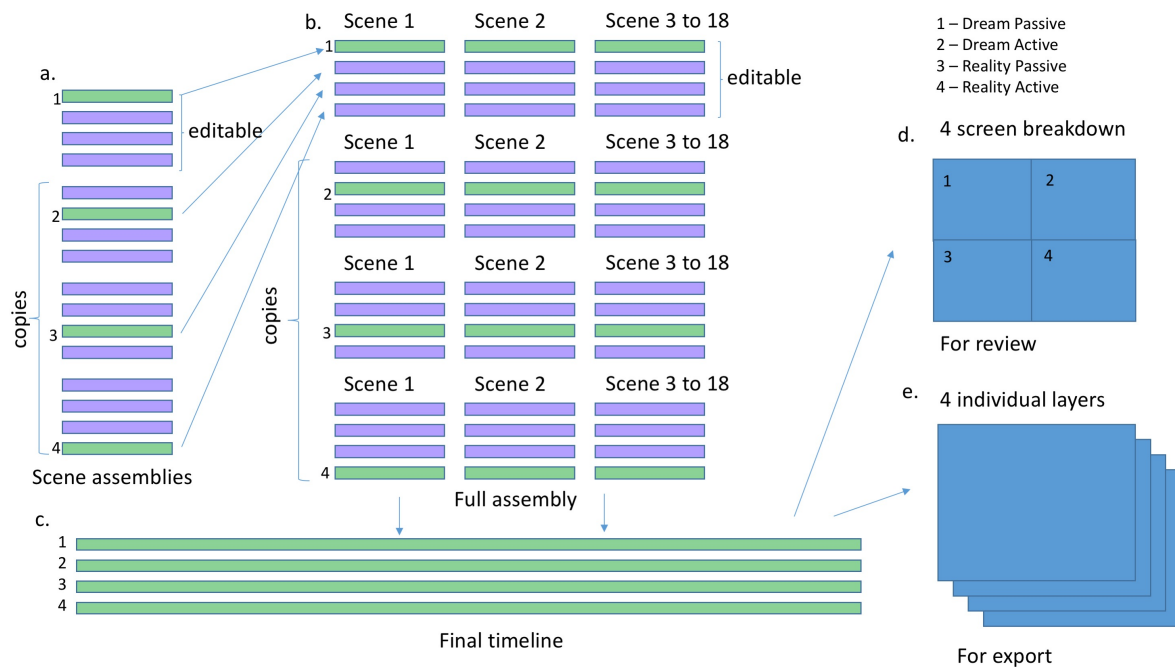 a.
1
editable
2
copies
3
4
Scene assemblies
b.
Scene 1 Scene 2 Scene 3 to 18
1
editable
Scene 1 Scene 2 Scene 3 to 18
2
Scene 1 Scene 2 Scene 3 to 18
copies
3
Scene 1 Scene 2 Scene 3 to 18
4
Full assembly
c.
1
2
3
4
Final timeline
1 – Dream Passive
2 – Dream Active
3 – Reality Passive
4 – Reality Active
d.
4 screen breakdown
1 2
3 4
For review
e.
4 individual layers
For export